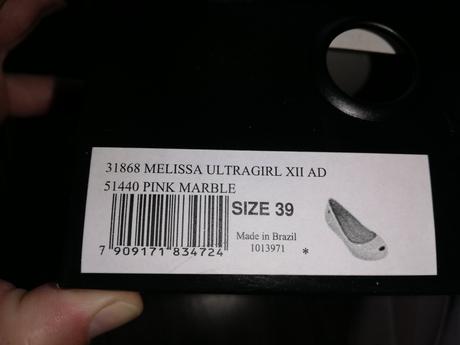 31868 MELISSA ULTRAGIRL XII AD
51440 PINK MARBLE
SIZE 39
Made in Brazil
1013971 *
7 909171 834724